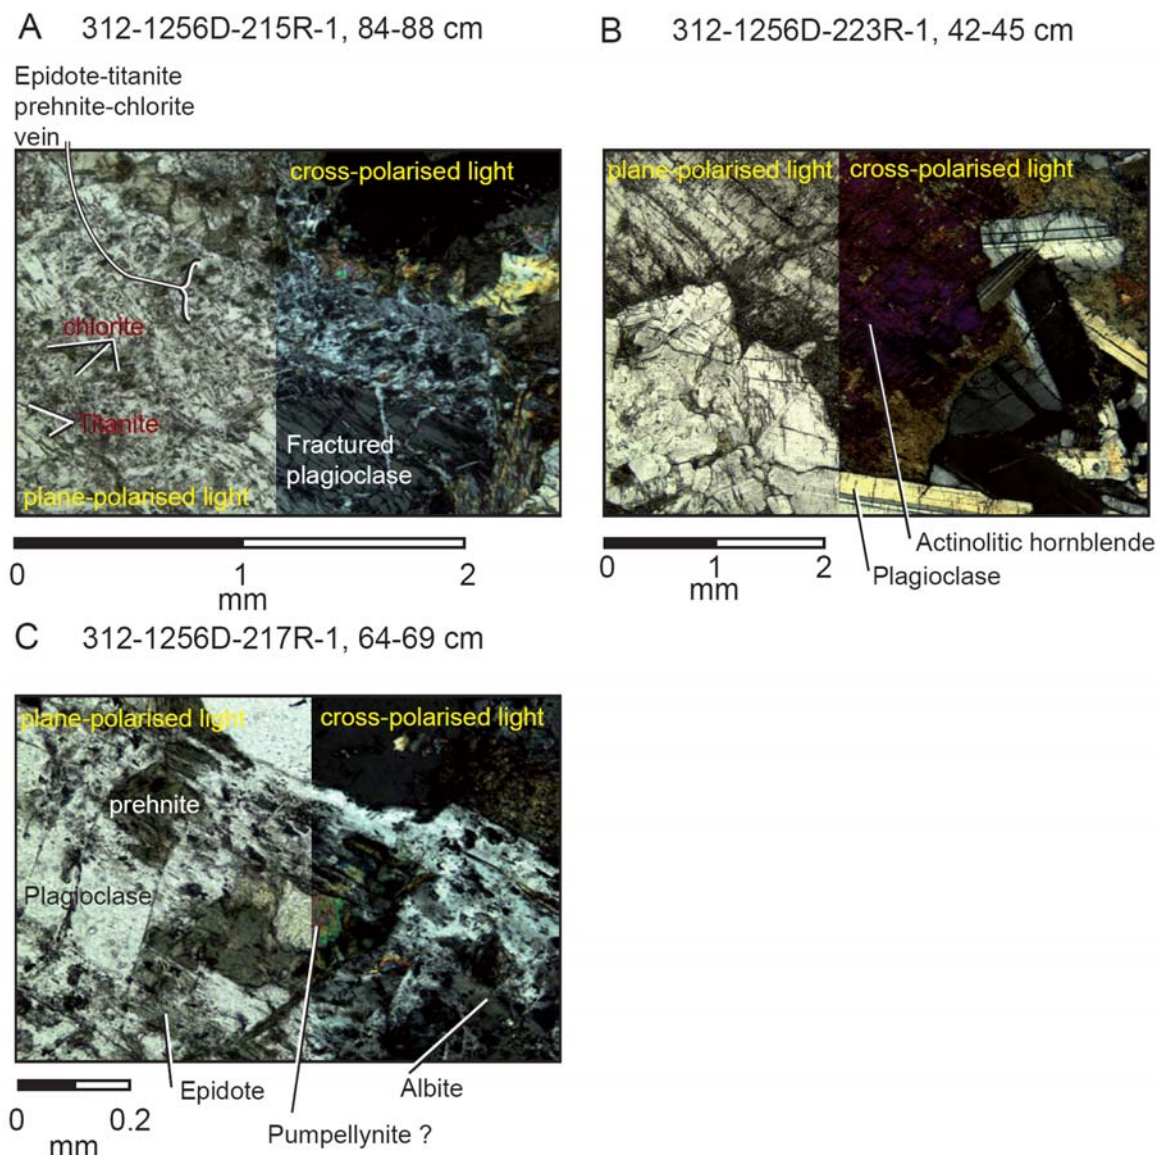 A 312-1256D-215R-1, 84-88 cm
Epidote-titanite
prehnite-chlorite
vein
cross-polarised light
chlorite
Titanite
Fractured
plagioclase
plane-polarised light
0 1 2
mm
B 312-1256D-223R-1, 42-45 cm
plane-polarised light cross-polarised light
Actinolitic hornblende
Plagioclase
0 1 2
mm
C 312-1256D-217R-1, 64-69 cm
plane-polarised light cross-polarised light
prehnite
Plagioclase
Epidote
Albite
Pumpellynite ?
0 0.2
mm